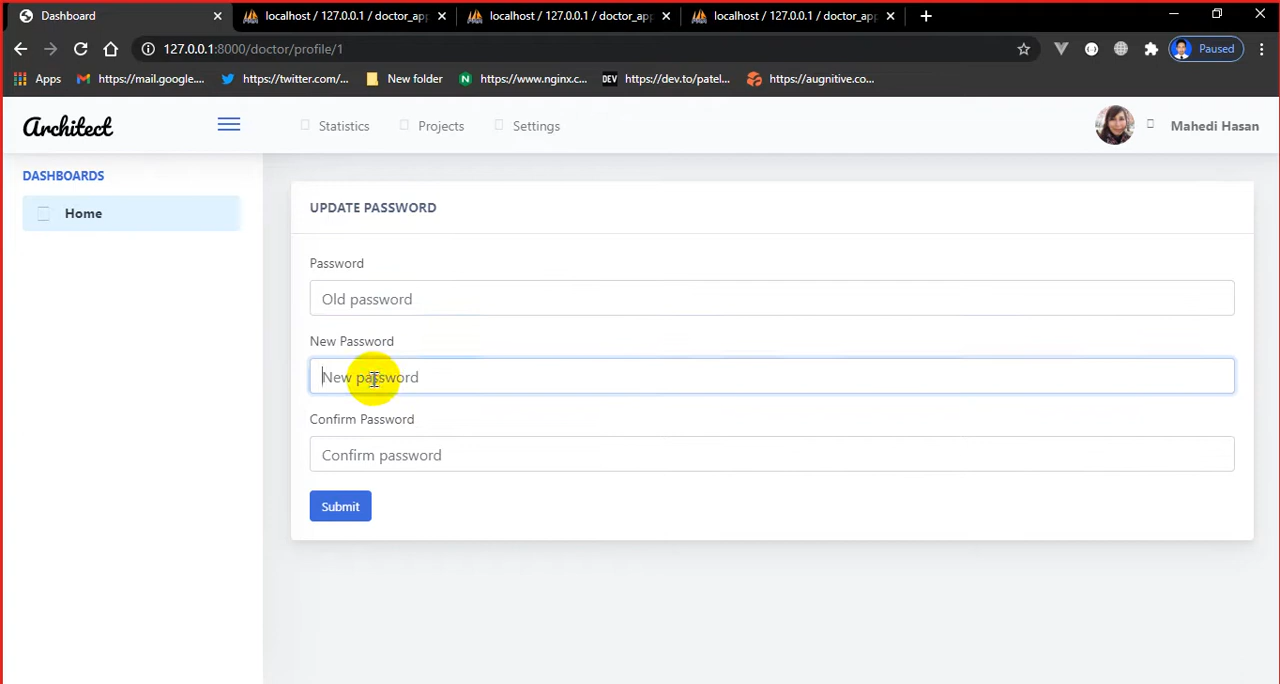 Dashboard
localhost / 127.0.0.1 / doctor_ap
localhost / 127.0.0.1 / doctor_ap
localhost / 127.0.0.1 / doctor_ap
127.0.0.1:8000/doctor/profile/1
Paused
Apps
https://mail.google....
https://twitter.com/...
New folder
https://www.nginx.c...
DEV
https://dev.to/patel...
https://augnitive.co...
Architect
Statistics
Projects
Settings
Mahedi Hasan
DASHBOARDS
Home
UPDATE PASSWORD
Password
Old password
New Password
New password
Confirm Password
Confirm password
Submit